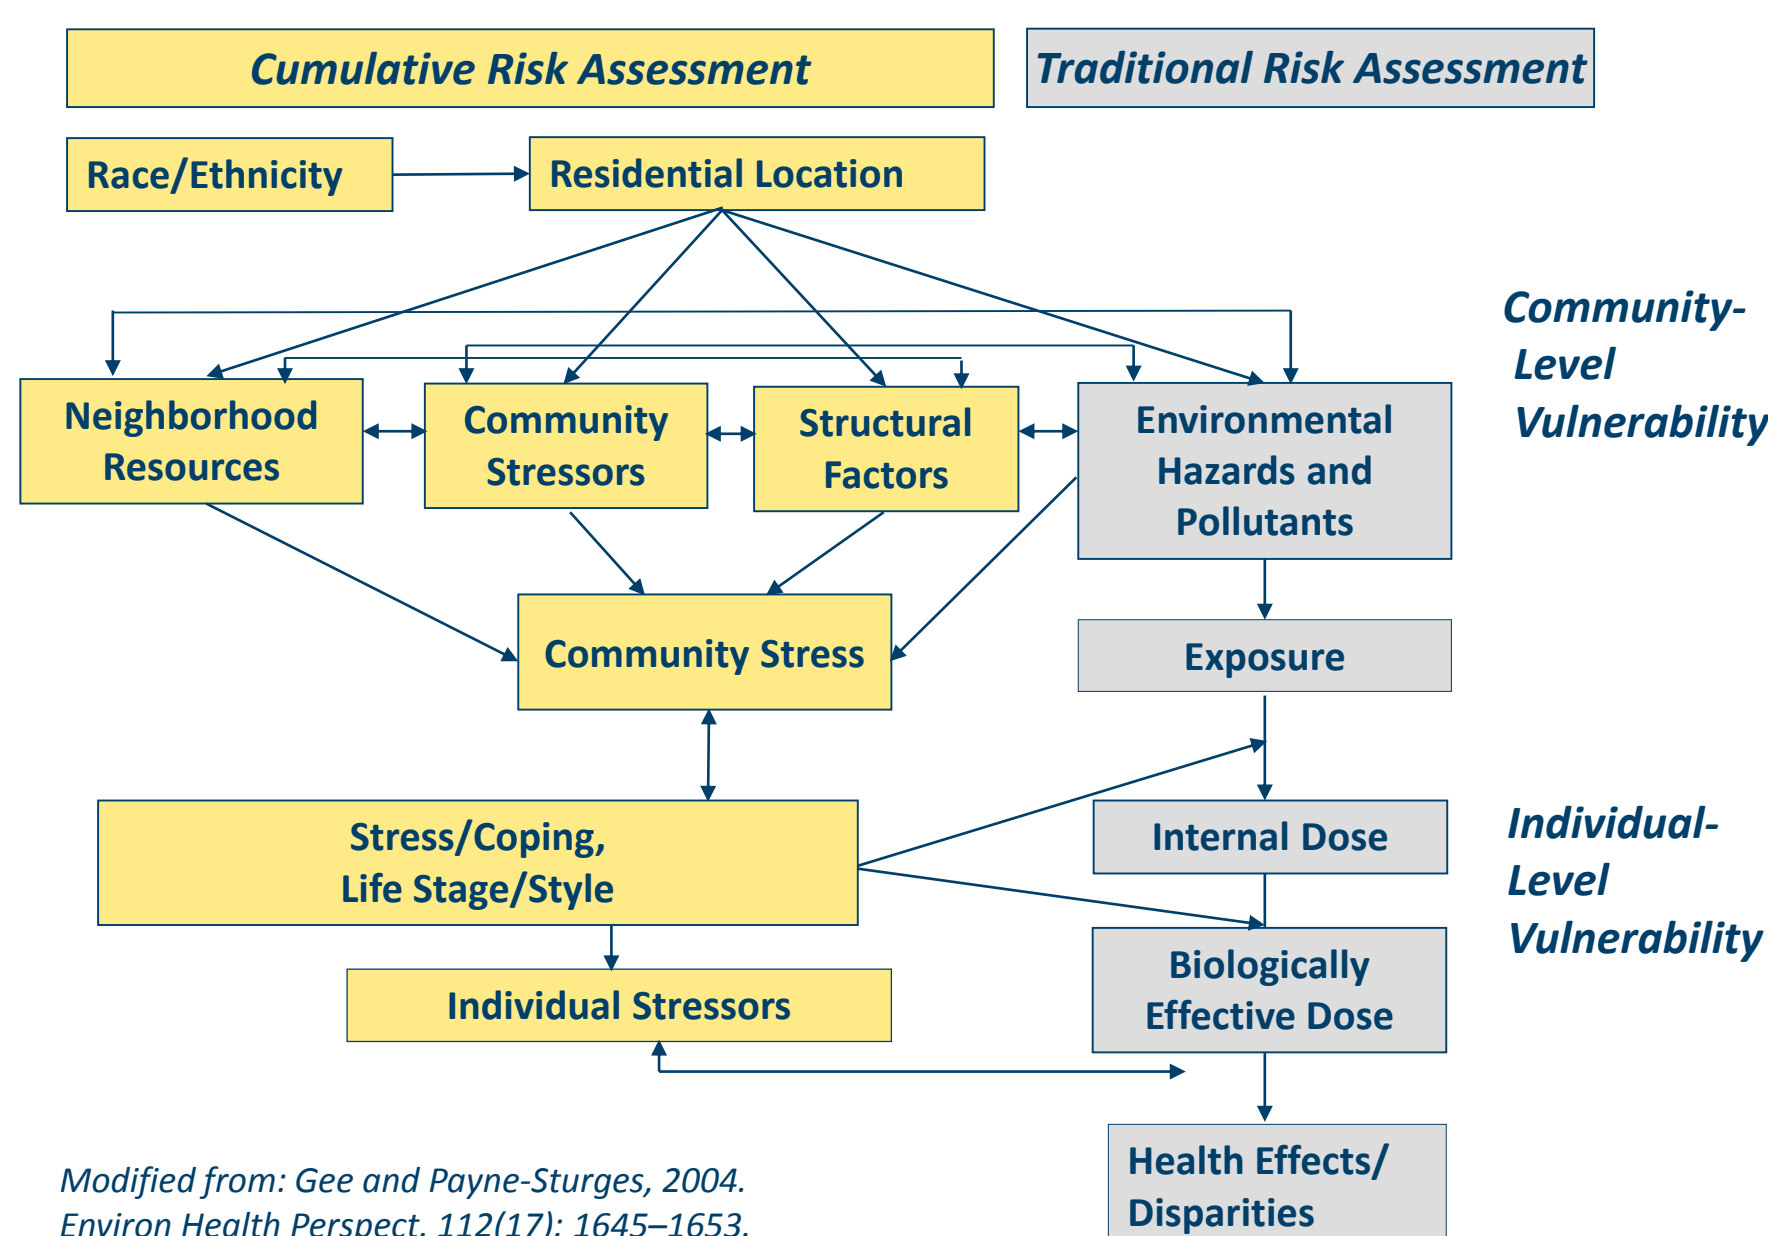 Cumulative Risk Assessment
Traditional Risk Assessment
Race/Ethnicity
Residential Location
Community-
Level
Vulnerability
Neighborhood
Resources
Community
Stressors
Structural
Factors
Environmental
Hazards and
Pollutants
Community Stress
Exposure
Stress/Coping,
Life Stage/Style
Internal Dose
Individual-
Level
Vulnerability
Individual Stressors
Biologically
Effective Dose
Health Effects/
Disparities
Modified from: Gee and Payne-Sturges, 2004.
Environ Health Perspect. 112(17): 1645–1653.